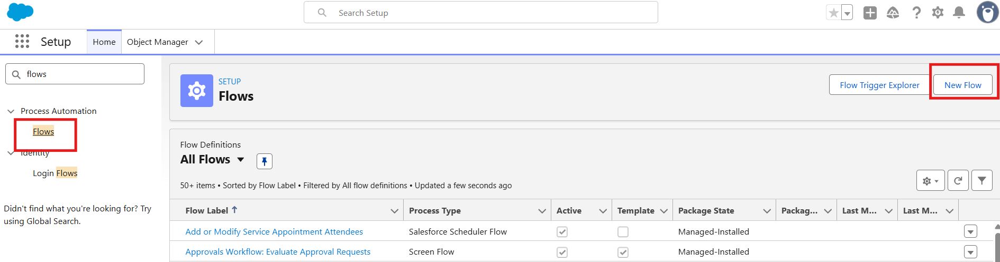 Search Setup
Setup
Home
Object Manager
flows
Process Automation
Flows
Identity
Login Flows
Didn't find what you're looking for? Try
using Global Search.
SETUP
Flows
Flow Trigger Explorer
New Flow
Flow Definitions
All Flows
50+ items • Sorted by Flow Label • Filtered by All flow definitions • Updated a few seconds ago
Flow Label Process Type Active Template Package State Packag... Last M... Last M...
Add or Modify Service Appointment Attendees Salesforce Scheduler Flow Managed-Installed
Approvals Workflow: Evaluate Approval Requests Screen Flow Managed-Installed